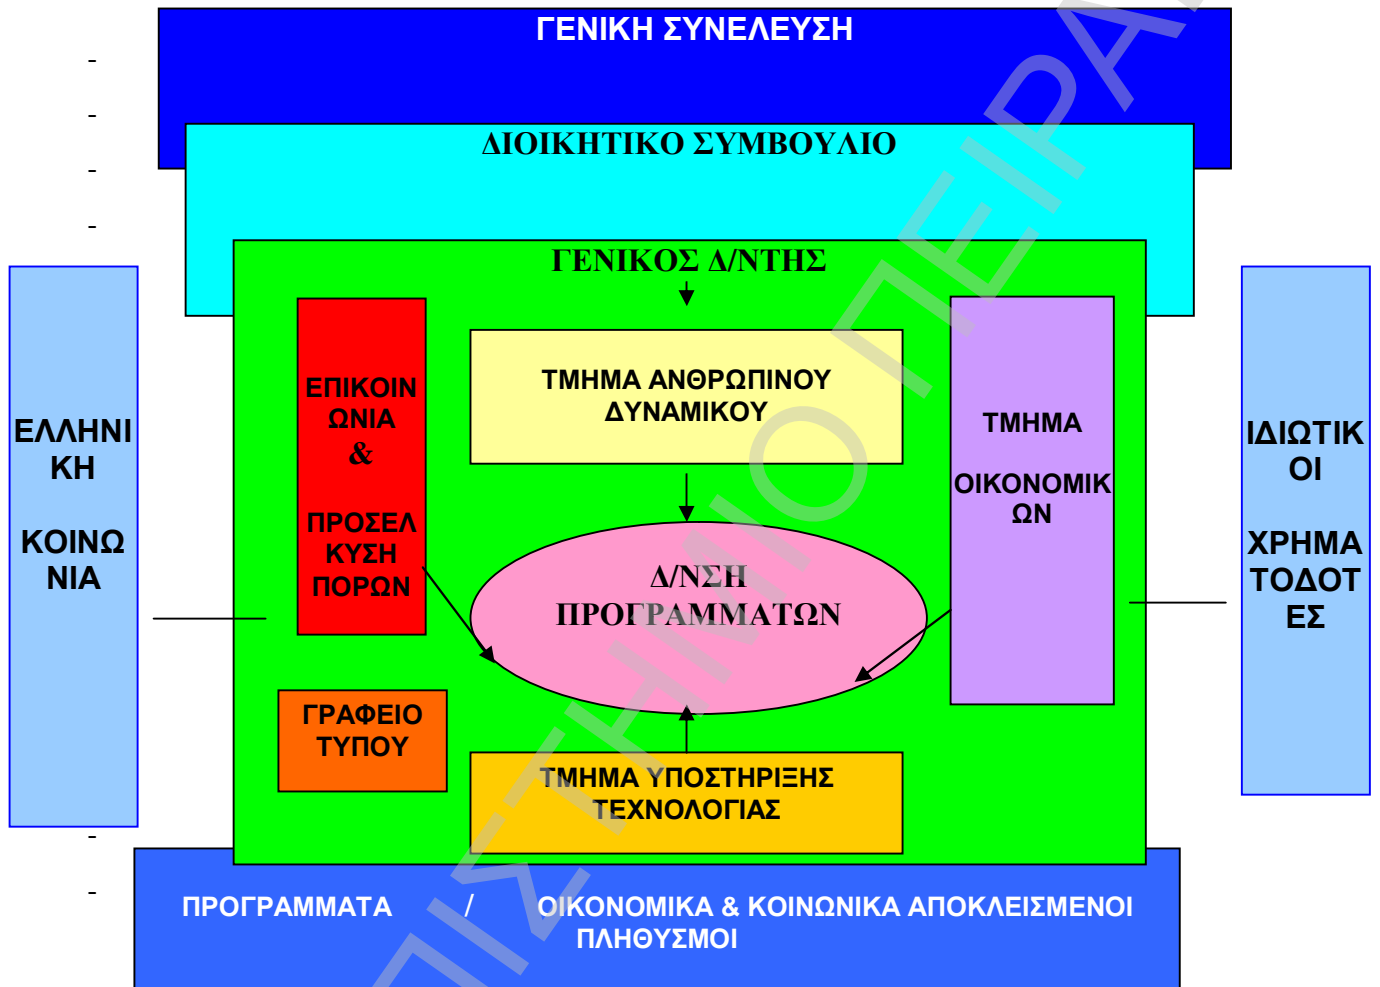 ΓΕΝΙΚΗ ΣΥΝΕΛΕΥΣΗ
-
-
ΔΙΟΙΚΗΤΙΚΟ ΣΥΜΒΟΥΛΙΟ
-
-
ΓΕΝΙΚΟΣ Δ/ΝΤΗΣ
ΕΛΛΗΝΙ
ΚΗ
ΚΟΙΝΩ
ΝΙΑ
ΕΠΙΚΟΙΝ
ΩΝΙΑ
&
ΠΡΟΣΕΛ
ΚΥΣΗ
ΠΟΡΩΝ
ΤΜΗΜΑ ΑΝΘΡΩΠΙΝΟΥ
ΔΥΝΑΜΙΚΟΥ
ΤΜΗΜΑ
ΟΙΚΟΝΟΜΙΚ
ΩΝ
ΙΔΙΩΤΙΚ
ΟΙ
ΧΡΗΜΑ
ΤΟΔΟΤ
ΕΣ
Δ/ΝΣΗ
ΠΡΟΓΡΑΜΜΑΤΩΝ
ΓΡΑΦΕΙΟ
ΤΥΠΟΥ
ΤΜΗΜΑ ΥΠΟΣΤΗΡΙΞΗΣ
ΤΕΧΝΟΛΟΓΙΑΣ
-
-
ΠΡΟΓΡΑΜΜΑΤΑ / ΟΙΚΟΝΟΜΙΚΑ & ΚΟΙΝΩΝΙΚΑ ΑΠΟΚΛΕΙΣΜΕΝΟΙ
ΠΛΗΘΥΣΜΟΙ